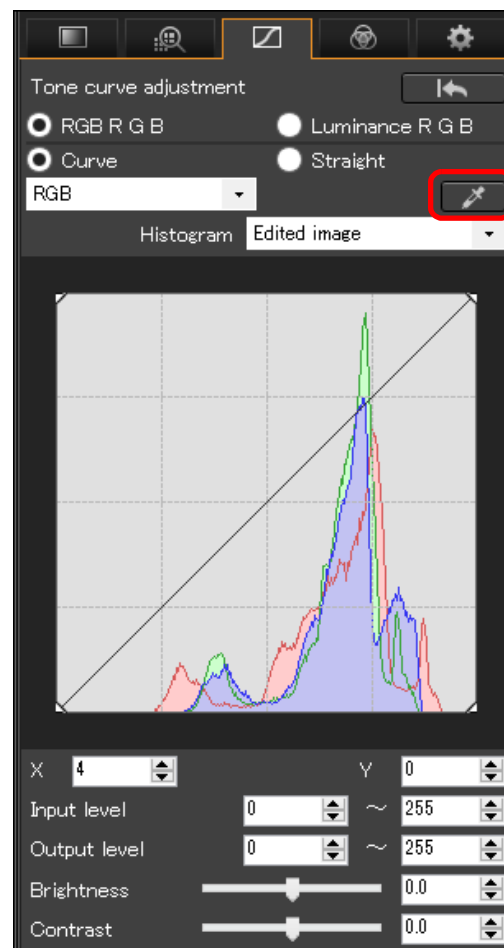 Tone curve adjustment
RGB R G B Luminance R G B
Curve Straight
RGB
Histogram Edited image
X 4 Y 0
Input level 0 ~ 255
Output level 0 ~ 255
Brightness 0.0
Contrast 0.0